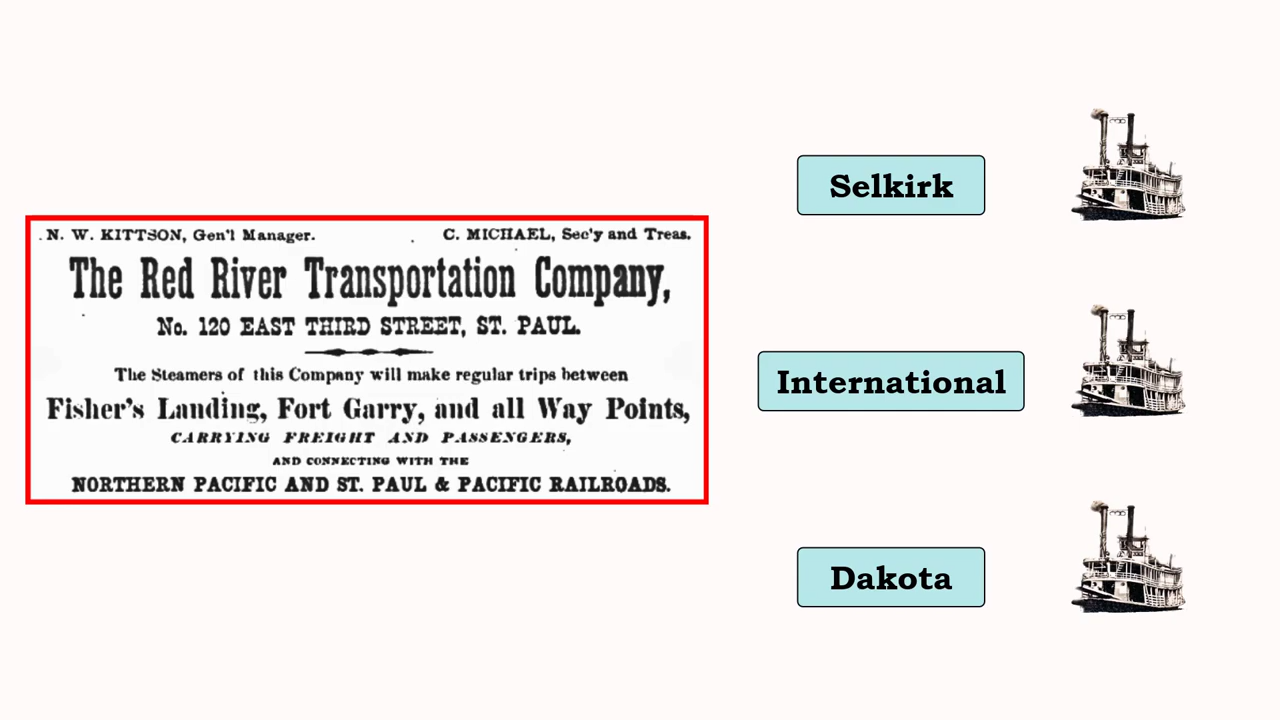 N. W. KITTSON, Gen'l Manager. C. MICHAEL, Sec'y and Treas.
The Red River Transportation Company,
No. 120 EAST THIRD STREET, ST. PAUL.
The Steamers of this Company will make regular trips between
Fisher's Landing, Fort Garry, and all Way Points,
CARRYING FREIGHT AND PASSENGERS,
AND CONNECTING WITH THE
NORTHERN PACIFIC AND ST. PAUL & PACIFIC RAILROADS.
Selkirk
International
Dakota